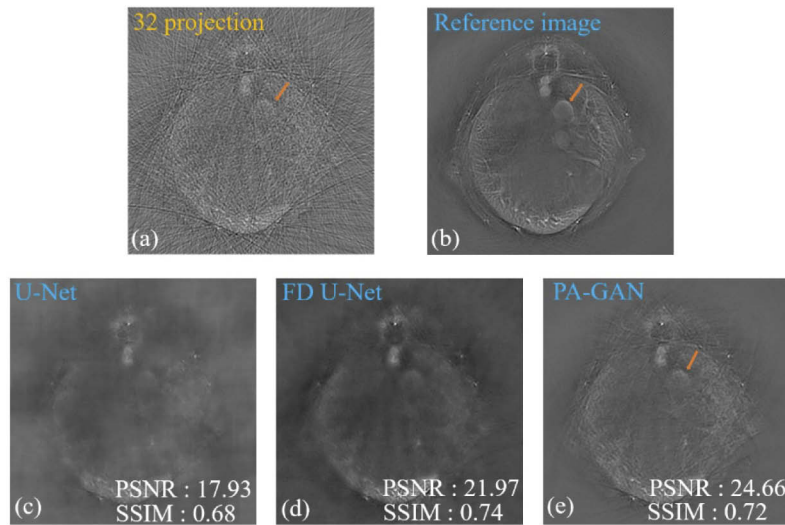 32 projection
Reference image
(a)
(b)
U-Net
FD U-Net
PA-GAN
PSNR : 17.93
SSIM : 0.68
(c)
PSNR : 21.97
SSIM : 0.74
(d)
PSNR : 24.66
SSIM : 0.72
(e)